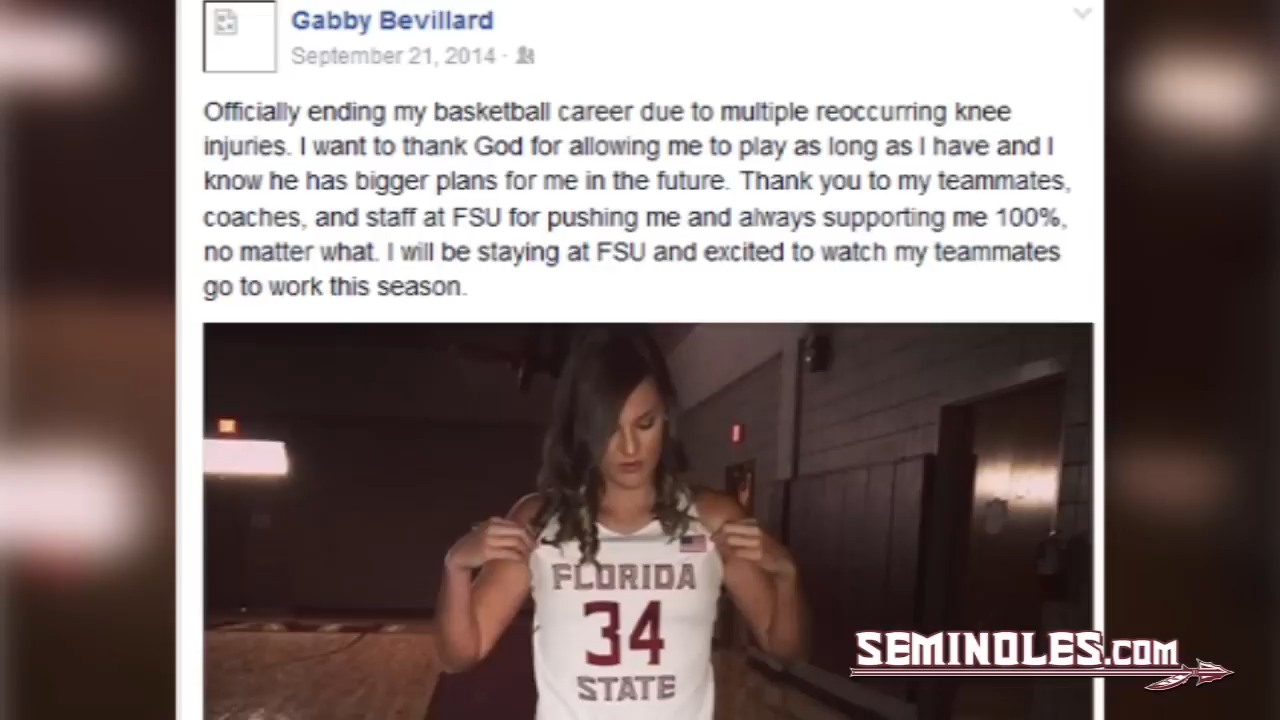 Gabby Bevillard
September 21, 2014 ·
Officially ending my basketball career due to multiple reoccurring knee
injuries. I want to thank God for allowing me to play as long as I have and I
know he has bigger plans for me in the future. Thank you to my teammates,
coaches, and staff at FSU for pushing me and always supporting me 100%,
no matter what. I will be staying at FSU and excited to watch my teammates
go to work this season.
FLORIDA
34
STATE
SEMINOLES.COM